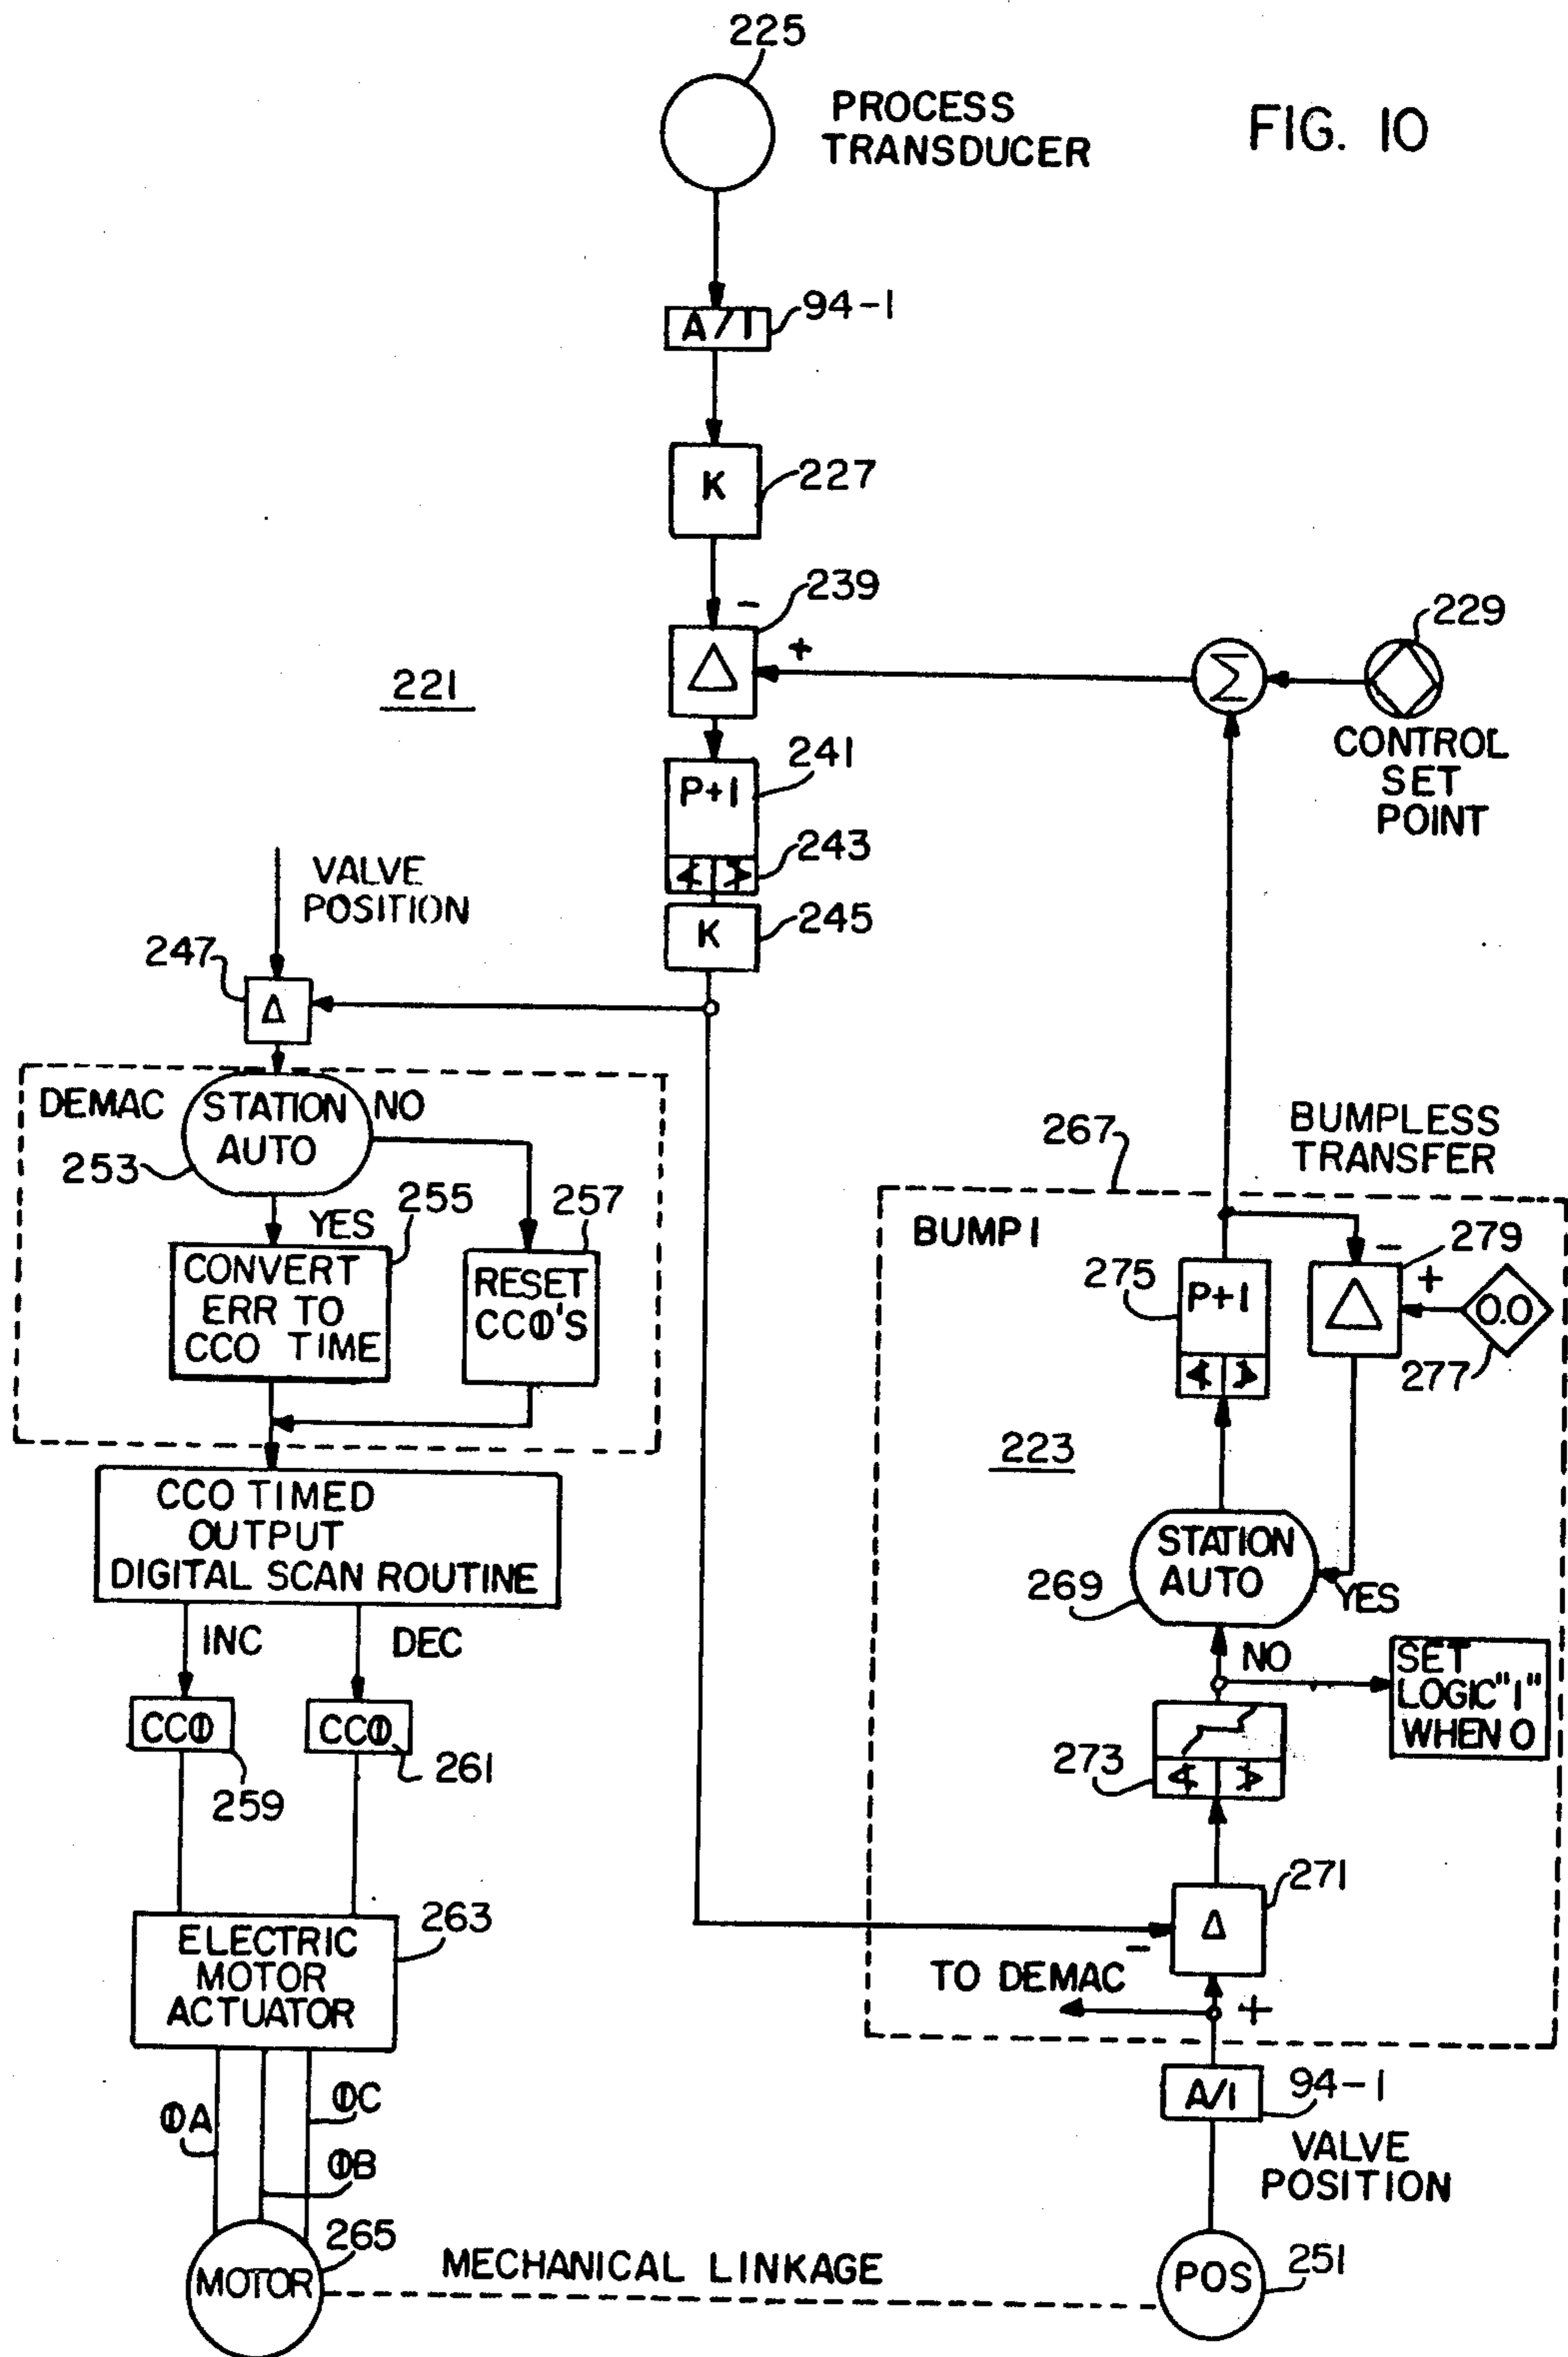 225
PROCESS
TRANSDUCER
FIG. 10
A/I
94-1
K
227
239
-
+
229
Σ
221
CONTROL
SET
POINT
241
P+I
243
VALVE
POSITION
K
245
247
Δ
DEMAC
STATION
AUTO
NO
253
YES
255
257
CONVERT
ERR TO
CCO TIME
RESET
CCO'S
267
BUMPLESS
TRANSFER
BUMP1
275
P+I
-
279
+
0.0
277
223
CCO TIMED
OUTPUT
DIGITAL SCAN ROUTINE
STATION
AUTO
269
YES
INC
DEC
NO
SET
LOGIC "1"
WHEN 0
CCO
CCO
259
261
273
271
Δ
-
TO DEMAC
+
ELECTRIC
MOTOR
ACTUATOR
263
A/I
94-1
ΦA
ΦC
ΦB
VALVE
POSITION
MOTOR
265
MECHANICAL LINKAGE
POS
251